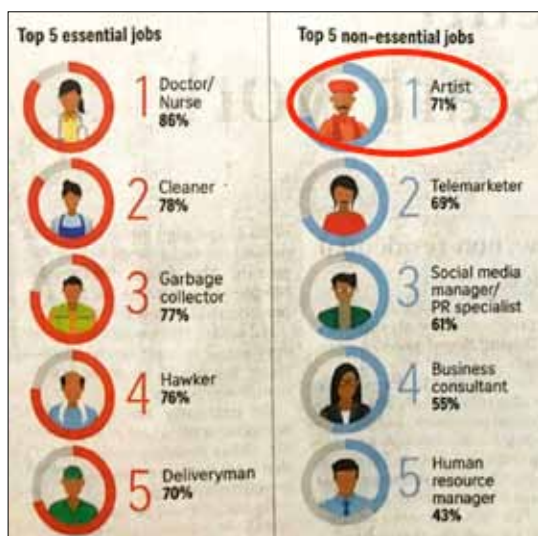 Top 5 essential jobs
1 Doctor/
Nurse
86%
2 Cleaner
78%
3 Garbage
collector
77%
4 Hawker
76%
5 Deliveryman
70%
Top 5 non-essential jobs
1 Artist
71%
2 Telemarketer
69%
3 Social media
manager/
PR specialist
61%
4 Business
consultant
55%
5 Human
resource
manager
43%